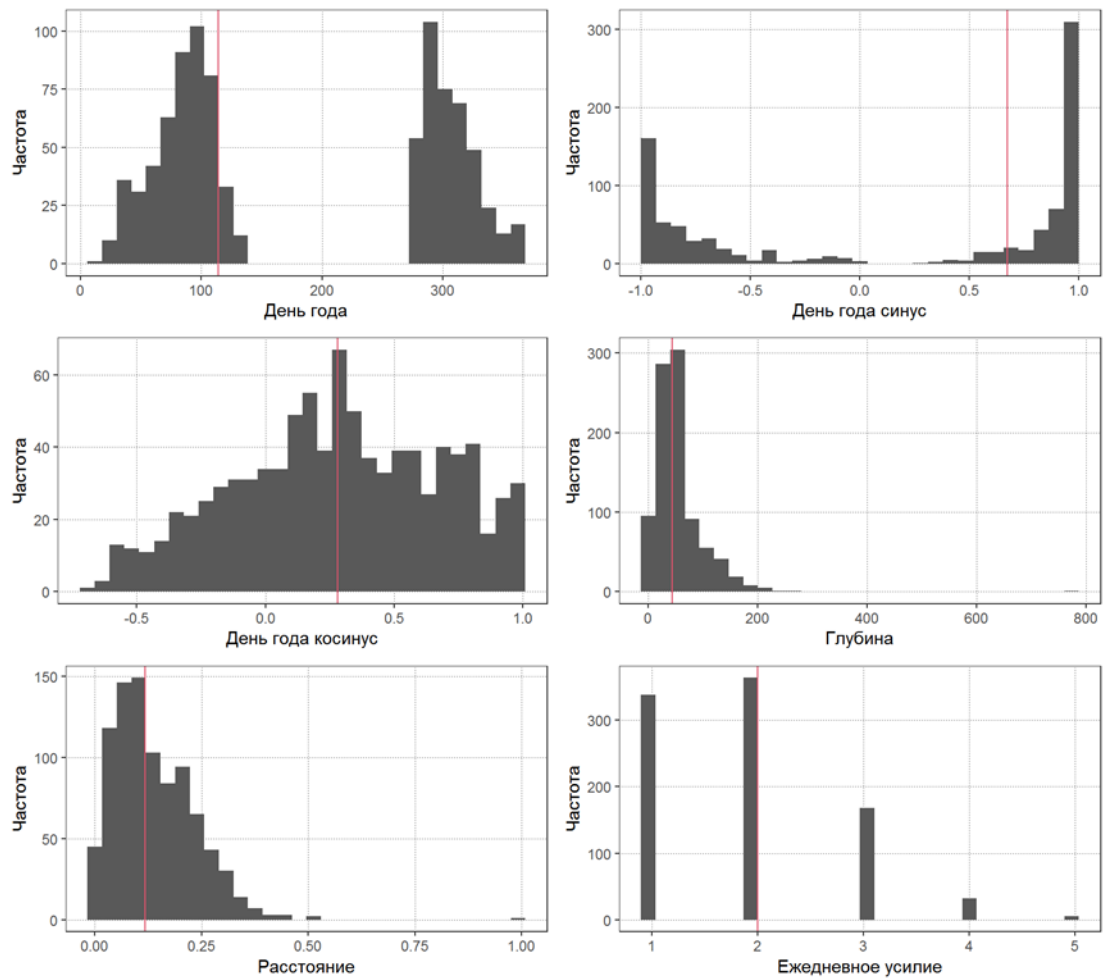 Частота
100
75
50
25
0
0 100 200 300
День года
Частота
300
200
100
0
-1.0 -0.5 0.0 0.5 1.0
День года синус
Частота
60
40
20
0
-0.5 0.0 0.5 1.0
День года косинус
Частота
300
200
100
0
0 200 400 600 800
Глубина
Частота
150
100
50
0
0.00 0.25 0.50 0.75 1.00
Расстояние
Частота
300
200
100
0
1 2 3 4 5
Ежедневное усилие